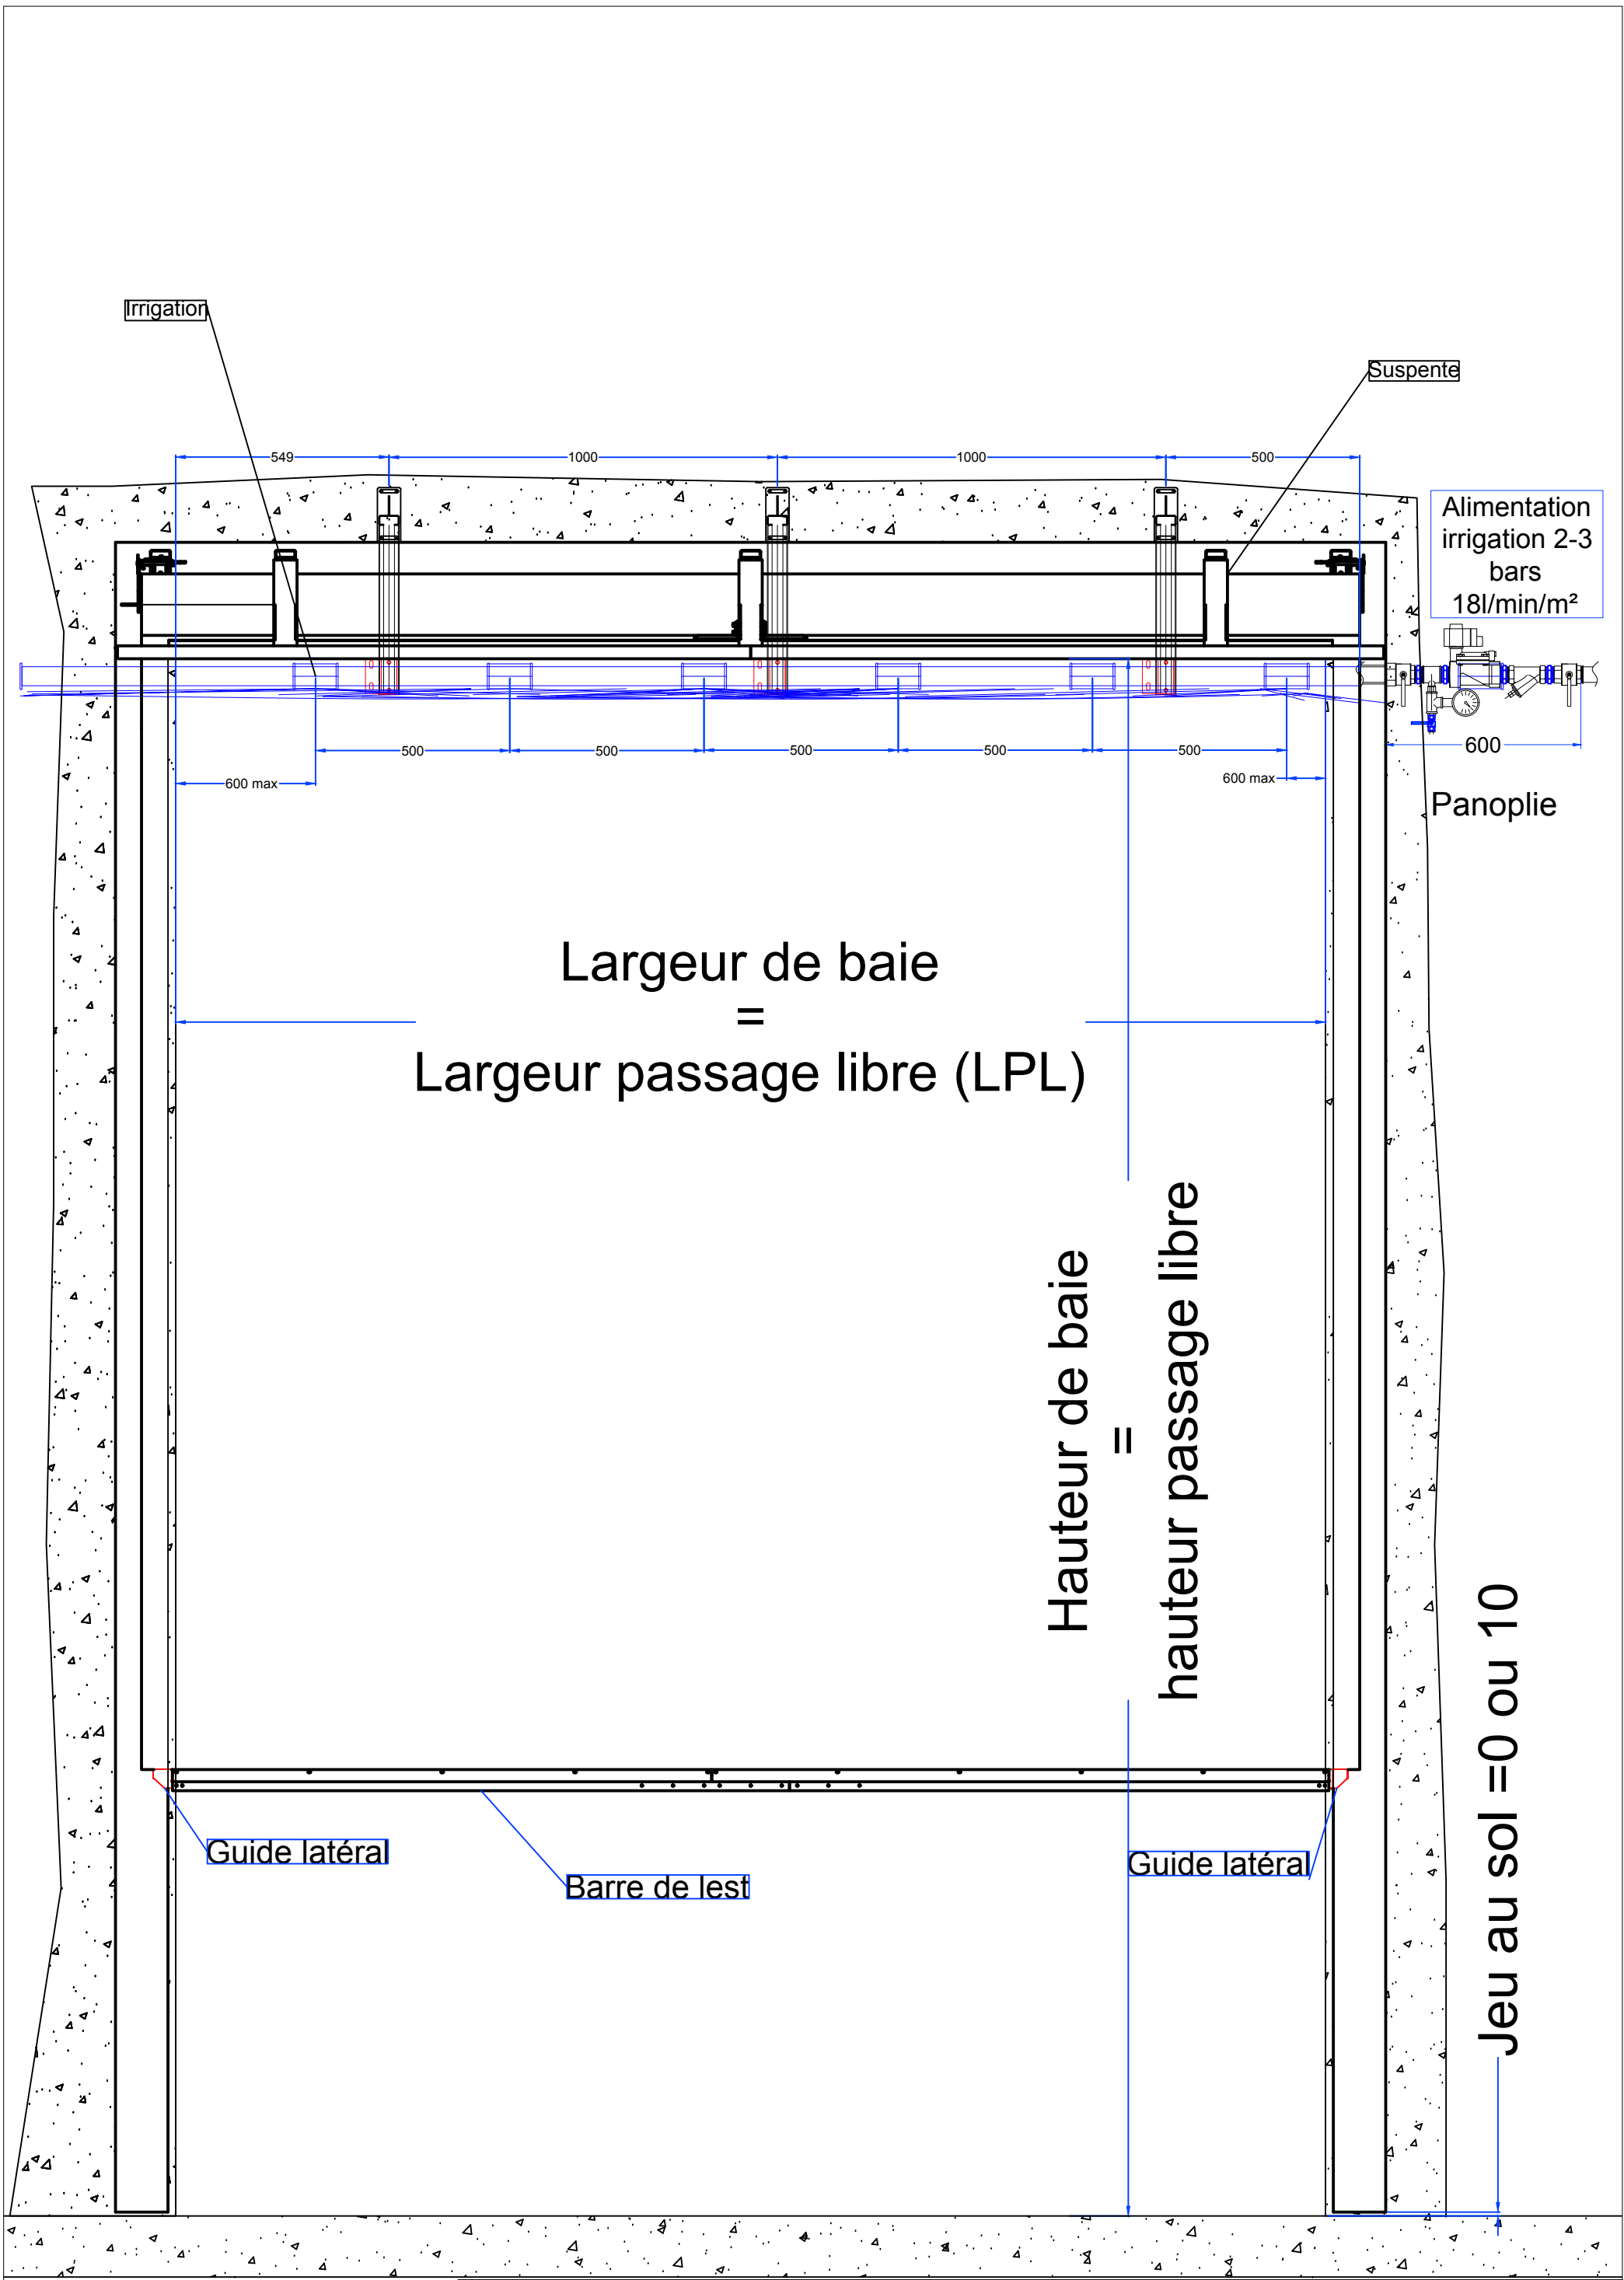 Irrigation
Suspente
549
1000
1000
500
Alimentation
irrigation 2-3
bars
18l/min/m²
500
500
500
500
500
600 max
600 max
600
Panoplie
Largeur de baie
=
Largeur passage libre (LPL)
Hauteur de baie
=
hauteur passage libre
Jeu au sol =0 ou 10
Guide latéral
Barre de lest
Guide latéral